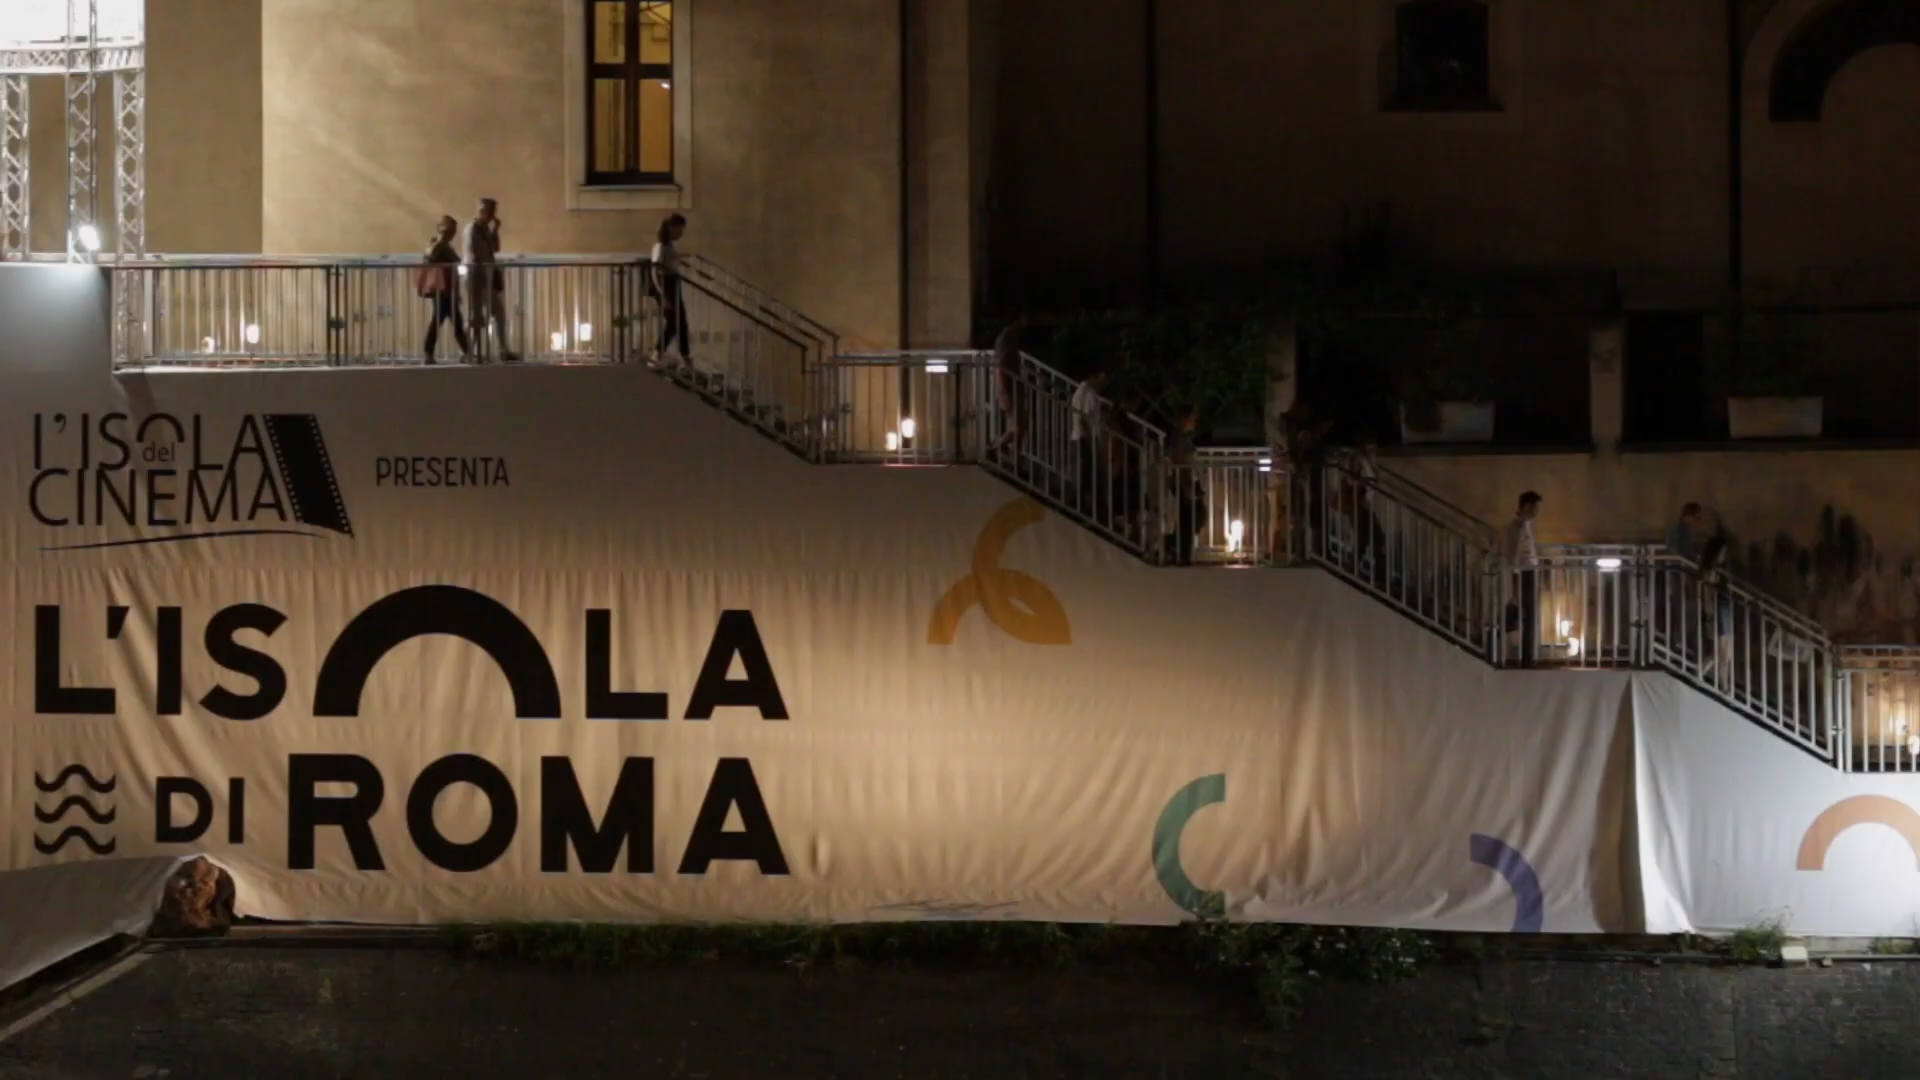 L'ISOLA
del
CINEMA
PRESENTA
L'ISOLA
DI ROMA